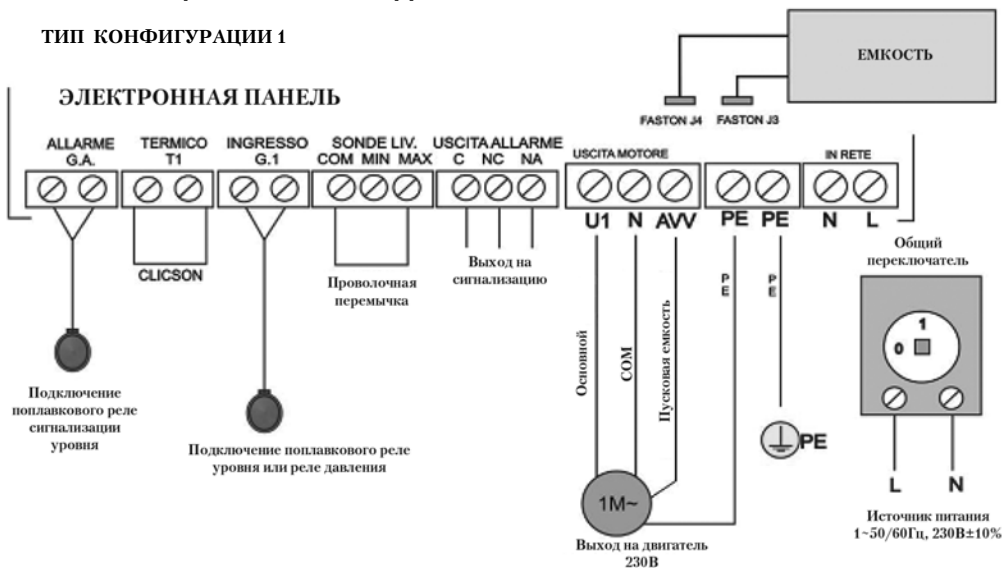 ТИП КОНФИГУРАЦИИ 1
ЕМКОСТЬ
ЭЛЕКТРОННАЯ ПАНЕЛЬ
FASTON J4 FASTON J3
ALLARME TERMICO INGRESSO SONDE LIV. USCITA ALLARME USCITA MOTORE IN RETE
G.A. T1 G.1 COM MIN MAX C NC NA
U1 N AVV PE PE N L
CLICSON
Проволочная
перемычка
Выход на
сигнализацию
Общий
переключатель
PE
PE
Основной
COM
Пусковая емкость
1
0
Подключение
поплавкового реле
сигнализации
уровня
Подключение поплавкового реле
уровня или реле давления
PE
L N
1М~
Выход на двигатель
230В
Источник питания
1~50/60Гц, 230В±10%